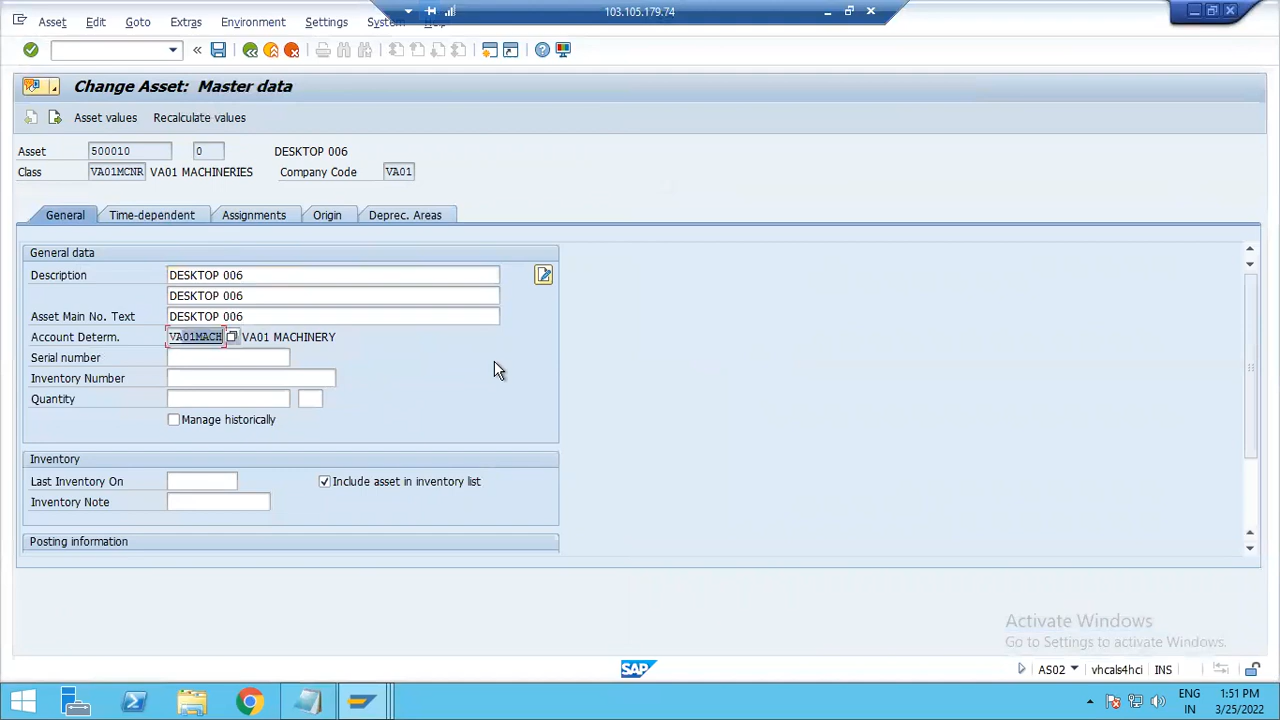 103.105.179.74
Asset Edit Goto Extras Environment Settings System Help
Change Asset: Master data
Asset values Recalculate values
Asset 500010 0 DESKTOP 006
Class VA01MCNR VA01 MACHINERIES Company Code VA01
General Time-dependent Assignments Origin Deprec. Areas
General data
Description DESKTOP 006
DESKTOP 006
Asset Main No. Text DESKTOP 006
Account Determ. VA01MACH VA01 MACHINERY
Serial number
Inventory Number
Quantity
Manage historically
Inventory
Last Inventory On Include asset in inventory list
Inventory Note
Posting information
Activate Windows
Go to Settings to activate Windows.
SAP AS02 vhcals4hci INS
ENG 1:51 PM
IN 3/25/2022